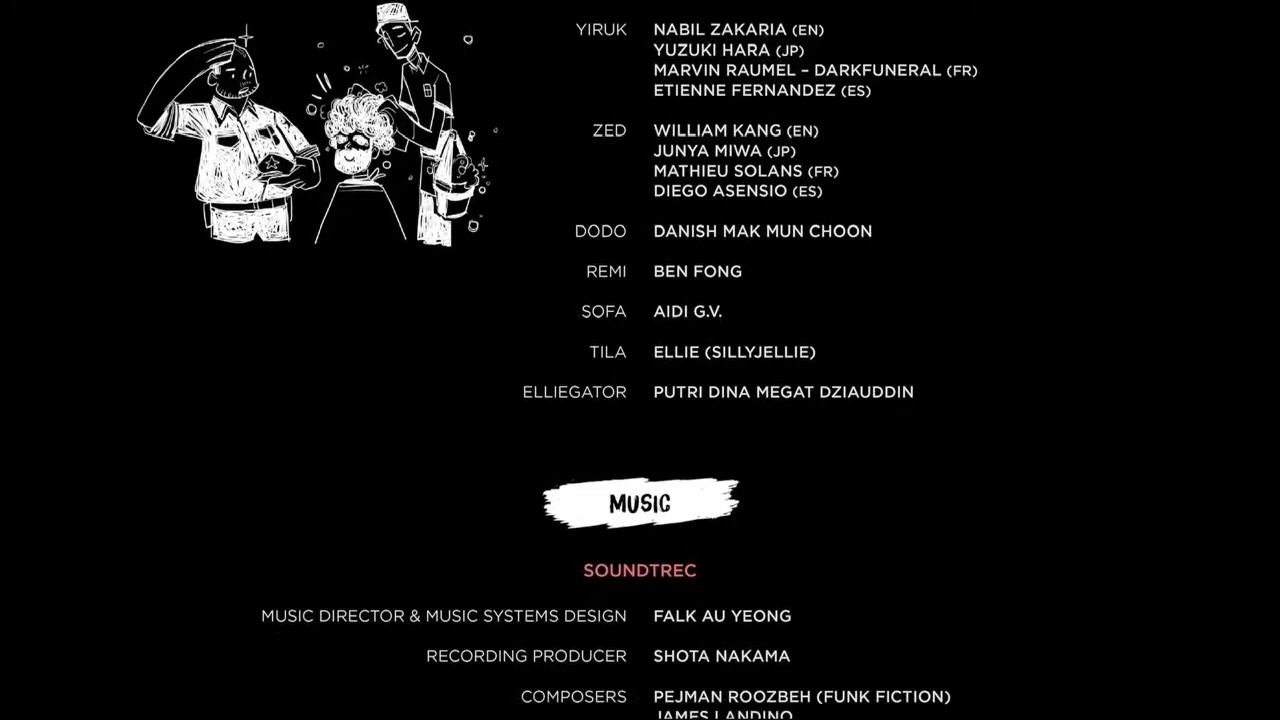 YIRUK NABIL ZAKARIA (EN)
YUZUKI HARA (JP)
MARVIN RAUMEL – DARKFUNERAL (FR)
ETIENNE FERNANDEZ (ES)
ZED WILLIAM KANG (EN)
JUNYA MIWA (JP)
MATHIEU SOLANS (FR)
DIEGO ASENSIO (ES)
DODO DANISH MAK MUN CHOON
REMI BEN FONG
SOFA AIDI G.V.
TILA ELLIE (SILLYJELLIE)
ELLIEGATOR PUTRI DINA MEGAT DZIAUDDIN
MUSIC
SOUNDTREC
MUSIC DIRECTOR & MUSIC SYSTEMS DESIGN FALK AU YEONG
RECORDING PRODUCER SHOTA NAKAMA
COMPOSERS PEJMAN ROOZBEH (FUNK FICTION)
JAMES LANDINO